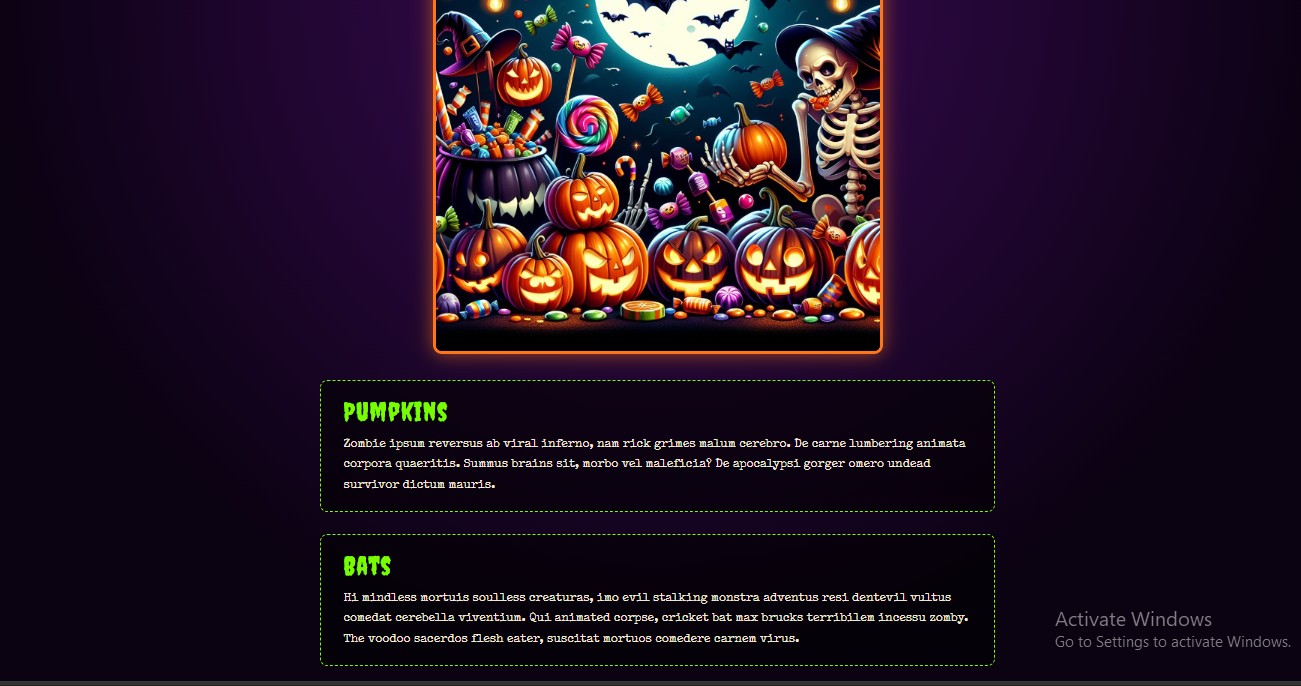 PUMPKINS
Zombie ipsum reversus ab viral inferno, nam rick grimes malum cerebro. De carne lumbering animata
corpora quaeritis. Summus brains sit, morbo vel maleficia? De apocalypsi gorger omero undead
survivor dictum mauris.
BATS
Hi mindless mortuis soulless creaturas, imo evil stalking monstra adventus resi dentevil vultus
comedat cerebella viventium. Qui animated corpse, cricket bat max brucks terribilem incessu zomby.
The voodoo sacerdos flesh eater, suscitat mortuos comedere carnem virus.
Activate Windows
Go to Settings to activate Windows.